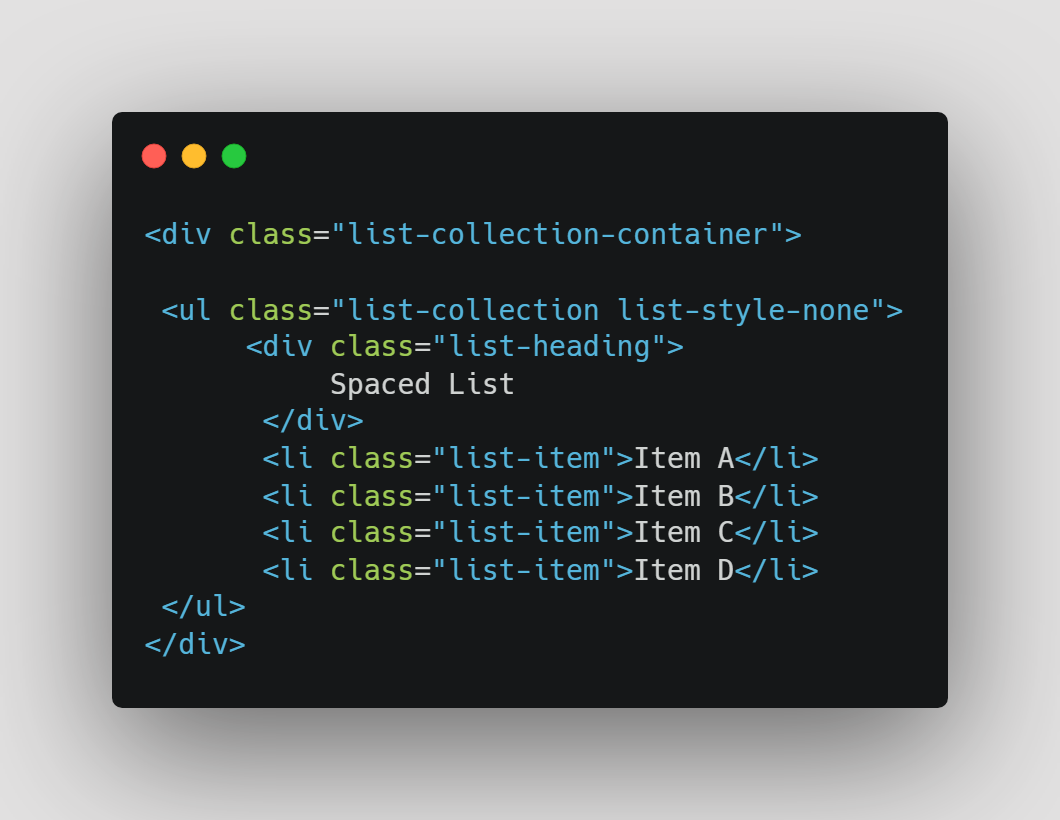 <div class="list-collection-container">

 <ul class="list-collection list-style-none">
      <div class="list-heading">
           Spaced List
       </div>
       <li class="list-item">Item A</li>
       <li class="list-item">Item B</li>
       <li class="list-item">Item C</li>
       <li class="list-item">Item D</li>
 </ul>
</div>